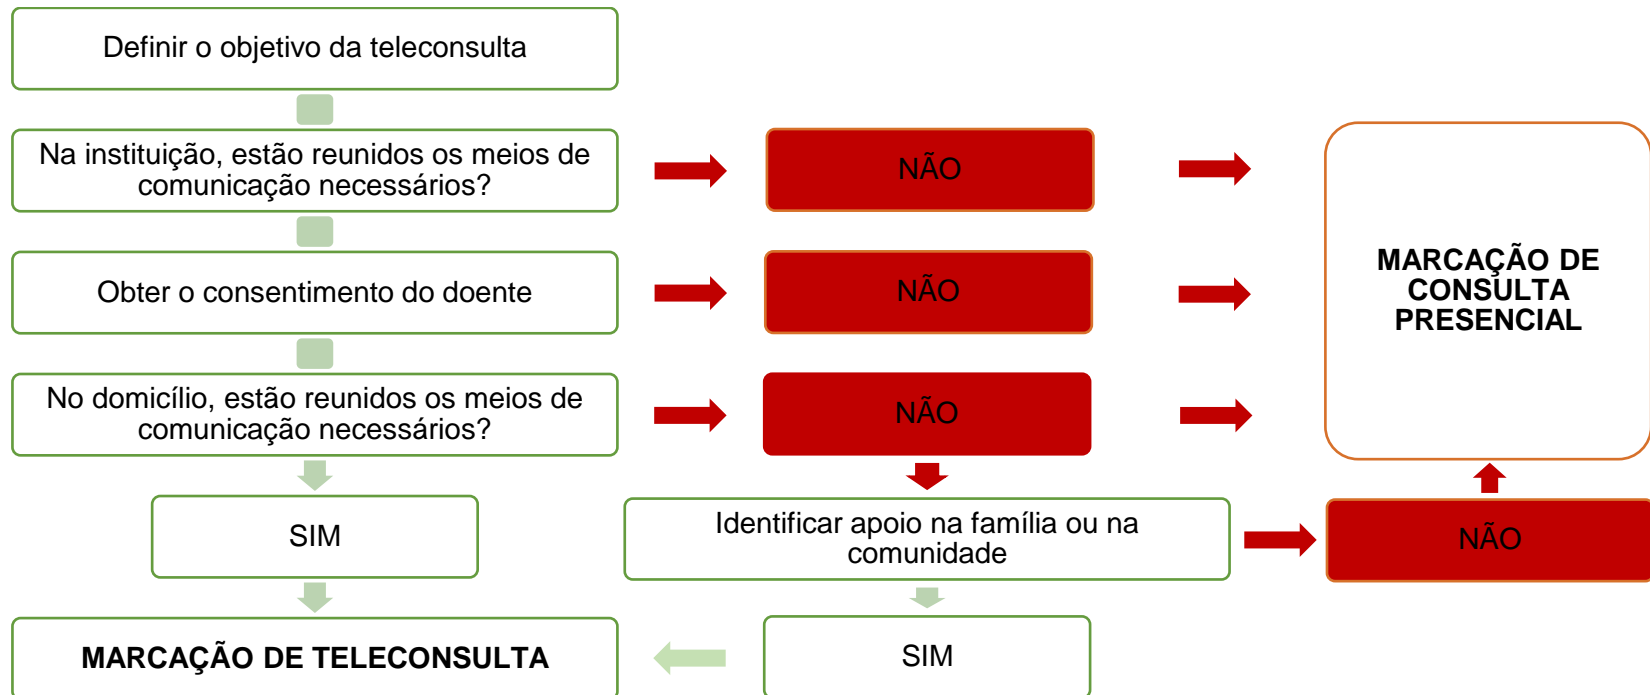 Definir o objetivo da teleconsulta
Na instituição, estão reunidos os meios de
comunicação necessários?
NÃO
Obter o consentimento do doente
NÃO
MARCAÇÃO DE
CONSULTA
PRESENCIAL
No domicílio, estão reunidos os meios de
comunicação necessários?
NÃO
SIM
Identificar apoio na família ou na
comunidade
NÃO
MARCAÇÃO DE TELECONSULTA
SIM